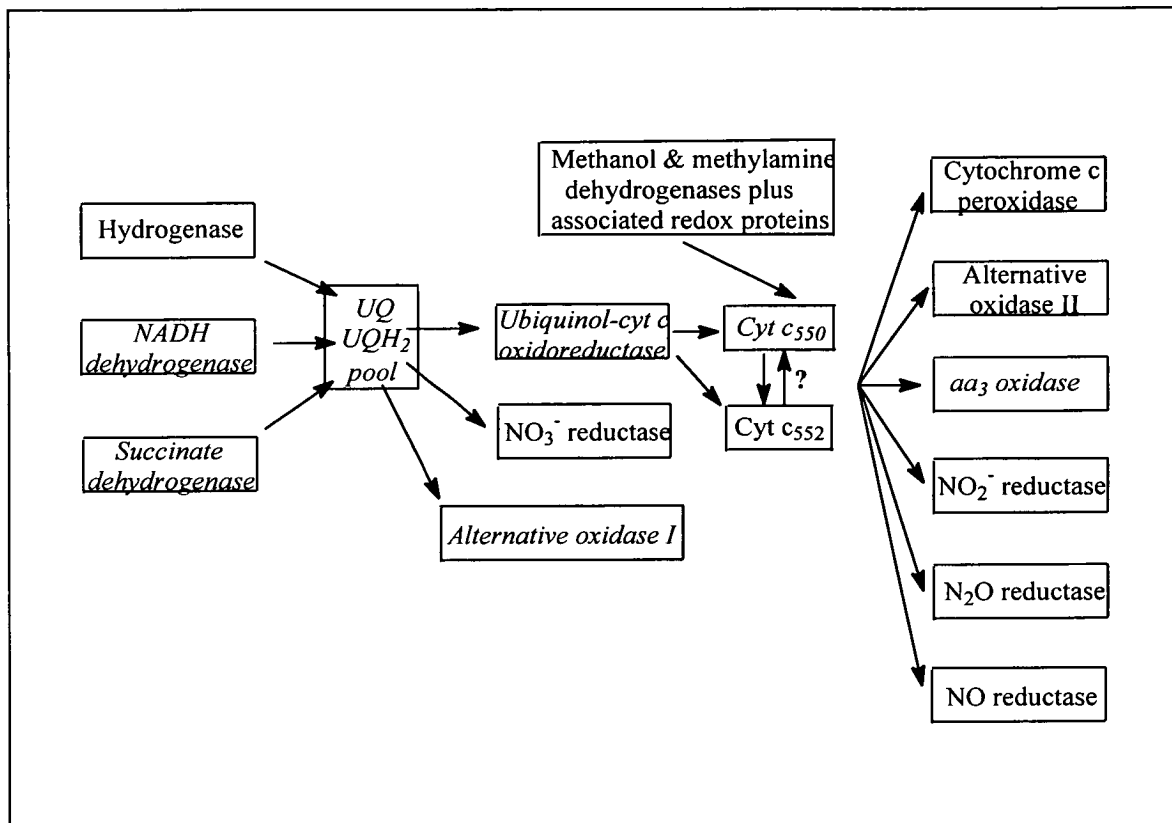 Hydrogenase
NADH
dehydrogenase
Succinate
dehydrogenase
UQ
UQH₂
pool
Ubiquinol-cyt c
oxidoreductase
NO₃⁻ reductase
Alternative oxidase I
Methanol & methylamine
dehydrogenases plus
associated redox proteins
Cyt c₅₅₀
?
Cyt c₅₅₂
Cytochrome c
peroxidase
Alternative
oxidase II
aa₃ oxidase
NO₂⁻ reductase
N₂O reductase
NO reductase